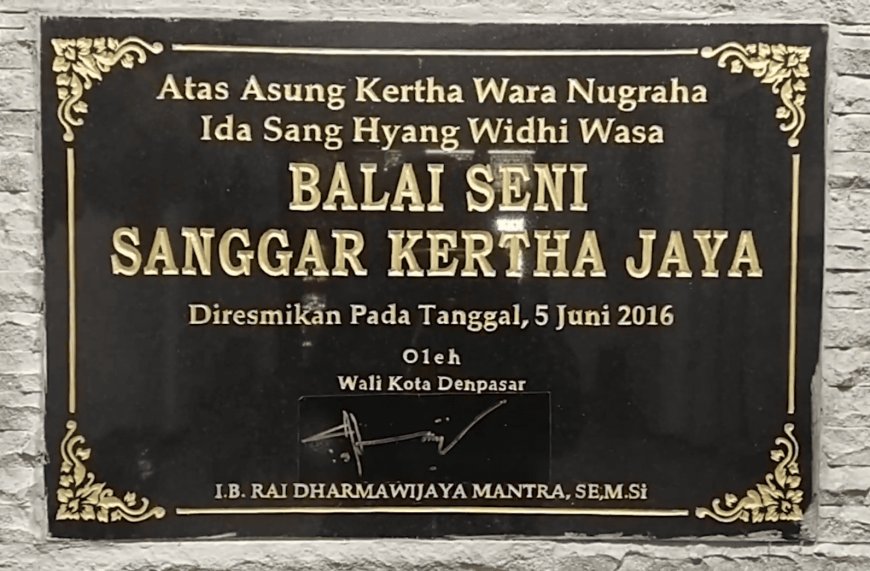 Atas Asung Kertha Wara Nugraha
Ida Sang Hyang Widhi Wasa
BALAI SENI
SANGGAR KERTHA JAYA
Diresmikan Pada Tanggal, 5 Juni 2016
Oleh
Wali Kota Denpasar
I.B. RAI DHARMAWIJAYA MANTRA, SE,M.Si